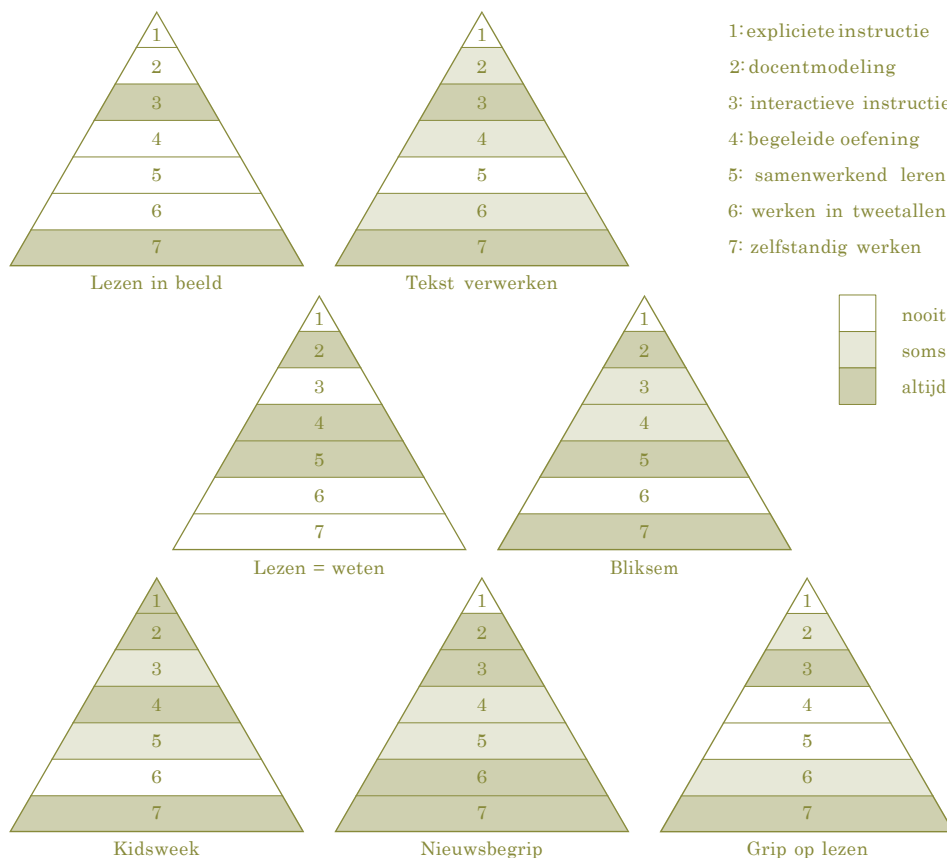 1
2
3
4
5
6
7
Lezen in beeld
1
2
3
4
5
6
7
Tekst verwerken
1: expliciete instructie
2: docentmodeling
3: interactieve instructie
4: begeleide oefening
5: samenwerkend leren
6: werken in tweetallen
7: zelfstandig werken
nooit
soms
altijd
1
2
3
4
5
6
7
Lezen = weten
1
2
3
4
5
6
7
Bliksem
1
2
3
4
5
6
7
Kidsweek
1
2
3
4
5
6
7
Nieuwsbegrip
1
2
3
4
5
6
7
Grip op lezen